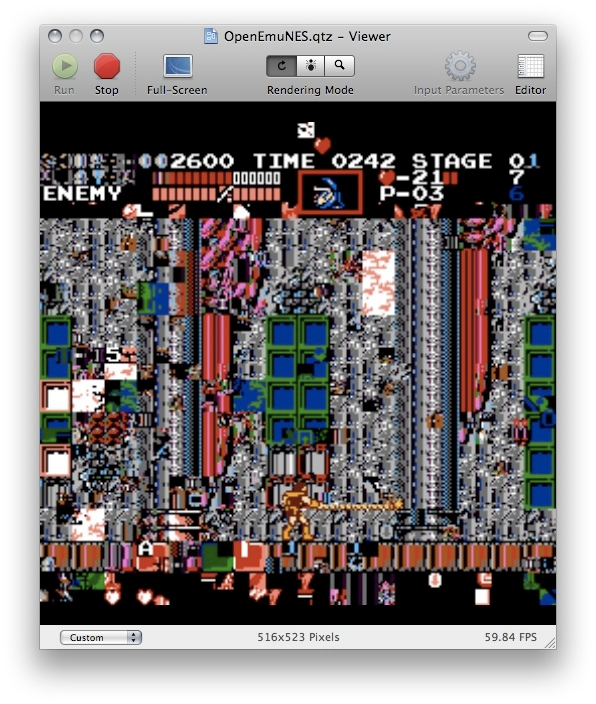 OpenEmuNES.qtz – Viewer
Run
Stop
Full-Screen
Rendering Mode
Input Parameters
Editor
002600 TIME 0242 STAGE 01
-21 7
ENEMY P-03 6
A
Custom
516x523 Pixels
59.84 FPS